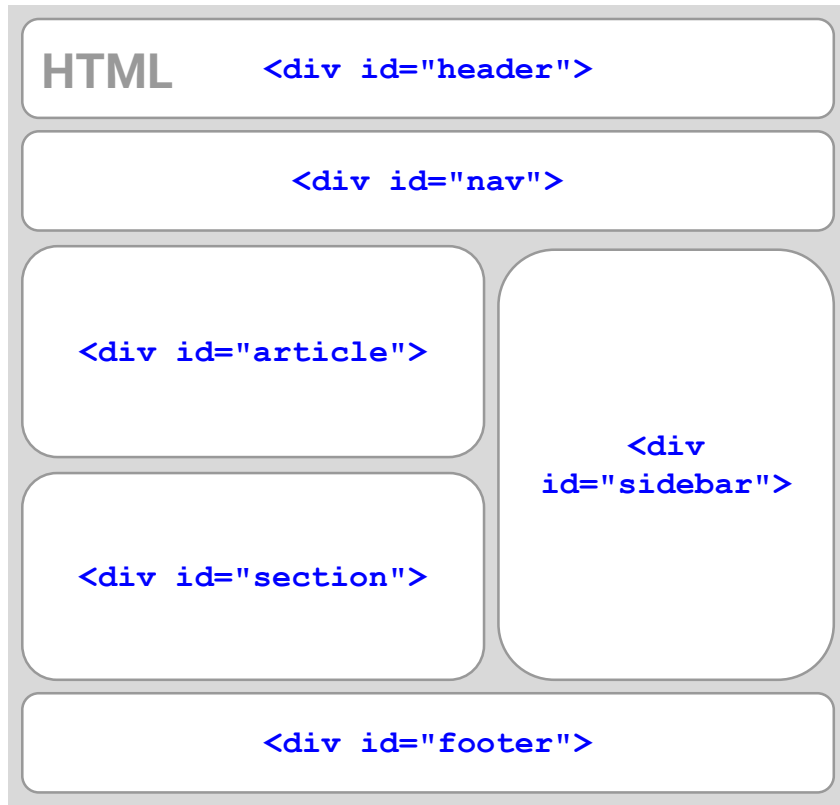 HTML <div id="header">
<div id="nav">
<div id="article">
<div id="section">
<div
id="sidebar">
<div id="footer">